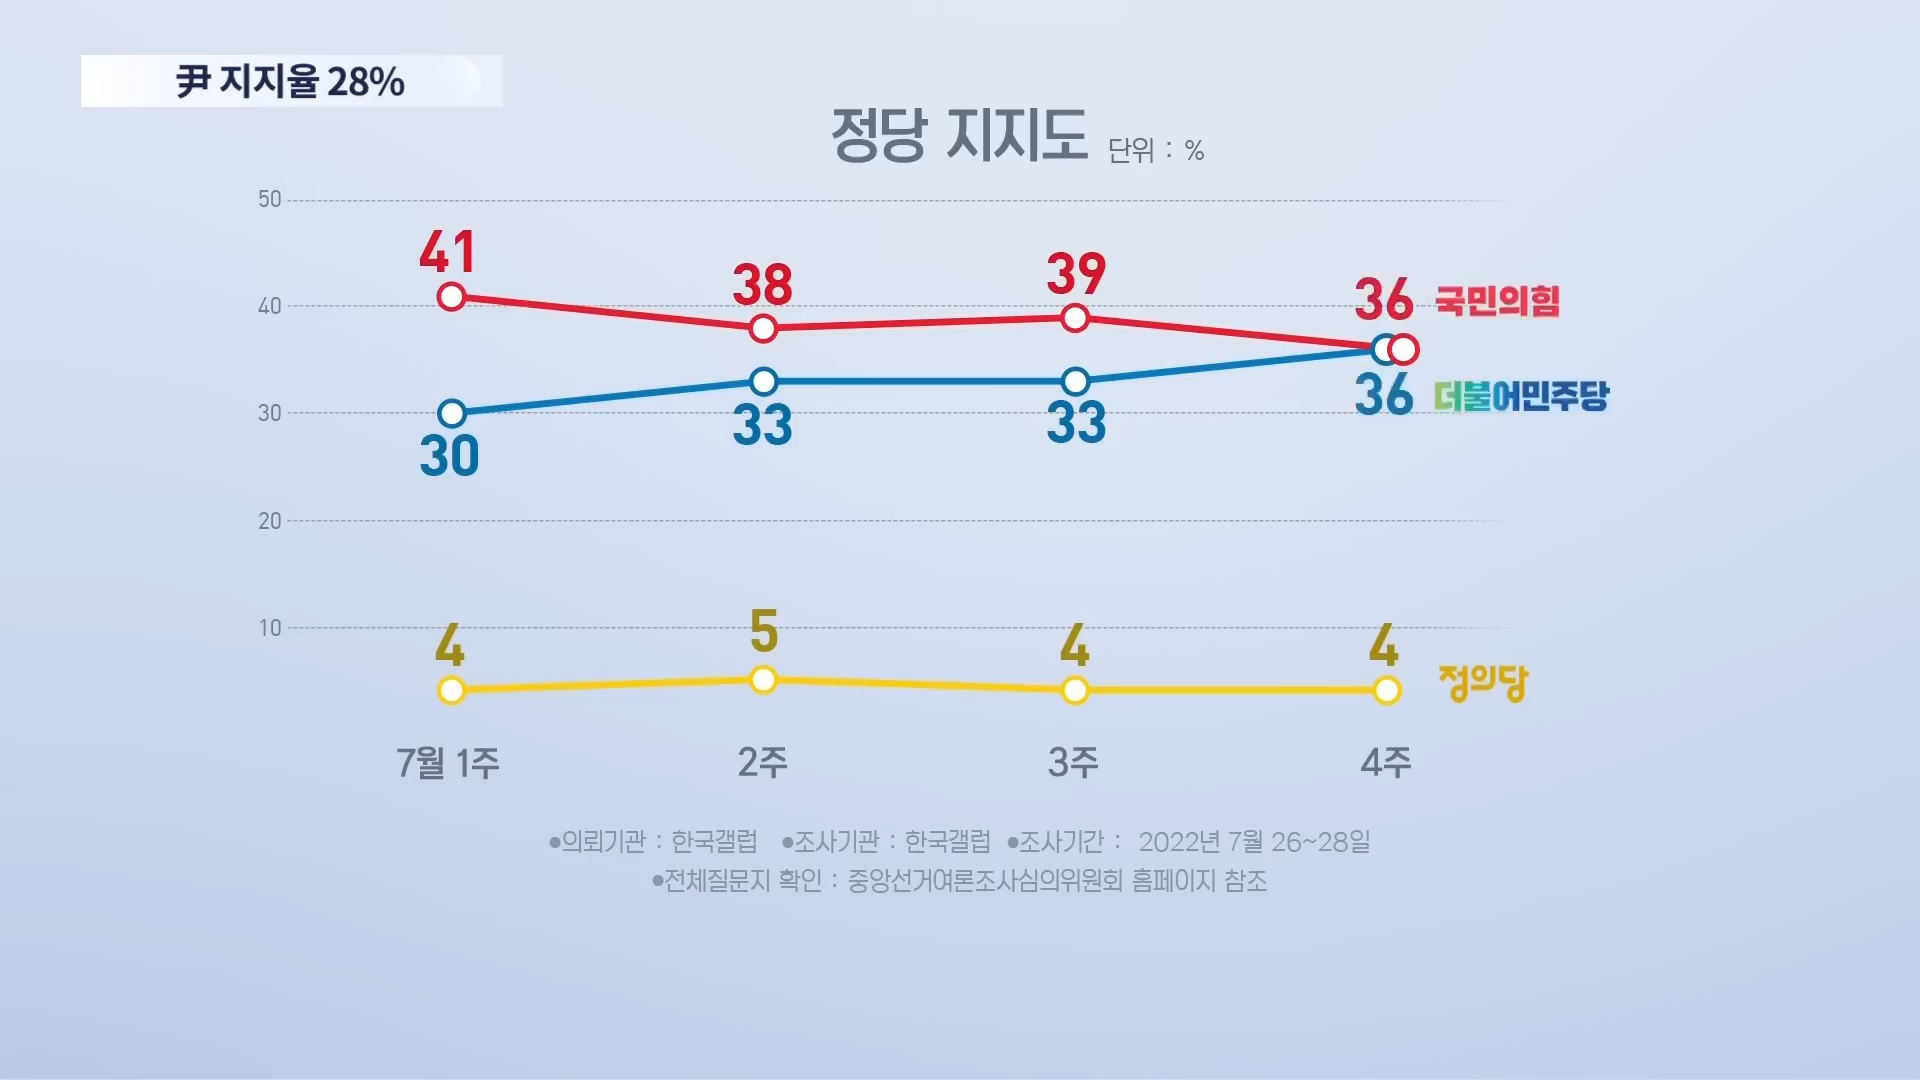 尹 지지율 28%
정당 지지도 단위 : %
50
41 38 39 36 국민의힘
40
36 더불어민주당
30
30 33 33
20
10
4 5 4 4 정의당
7월 1주 2주 3주 4주
●의뢰기관 : 한국갤럽 ●조사기관 : 한국갤럽 ●조사기간 : 2022년 7월 26~28일
●전체질문지 확인 : 중앙선거여론조사심의위원회 홈페이지 참조